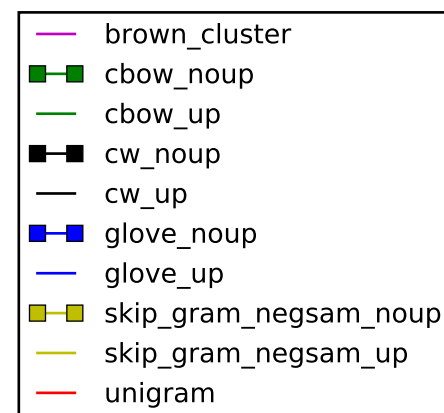 brown_cluster
cbow_noup
cbow_up
cw_noup
cw_up
glove_noup
glove_up
skip_gram_negsam_noup
skip_gram_negsam_up
unigram